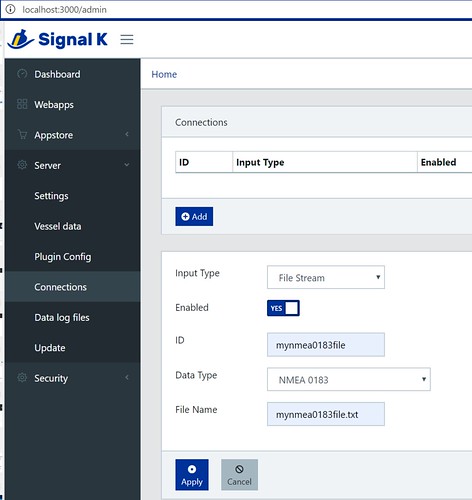 localhost:3000/admin
Signal K
Dashboard
Webapps
Appstore
Server
Settings
Vessel data
Plugin Config
Connections
Data log files
Update
Security
Home
Connections
ID Input Type Enabled
Add
Input Type File Stream
Enabled YES
ID mynmea0183file
Data Type NMEA 0183
File Name mynmea0183file.txt
Apply Cancel